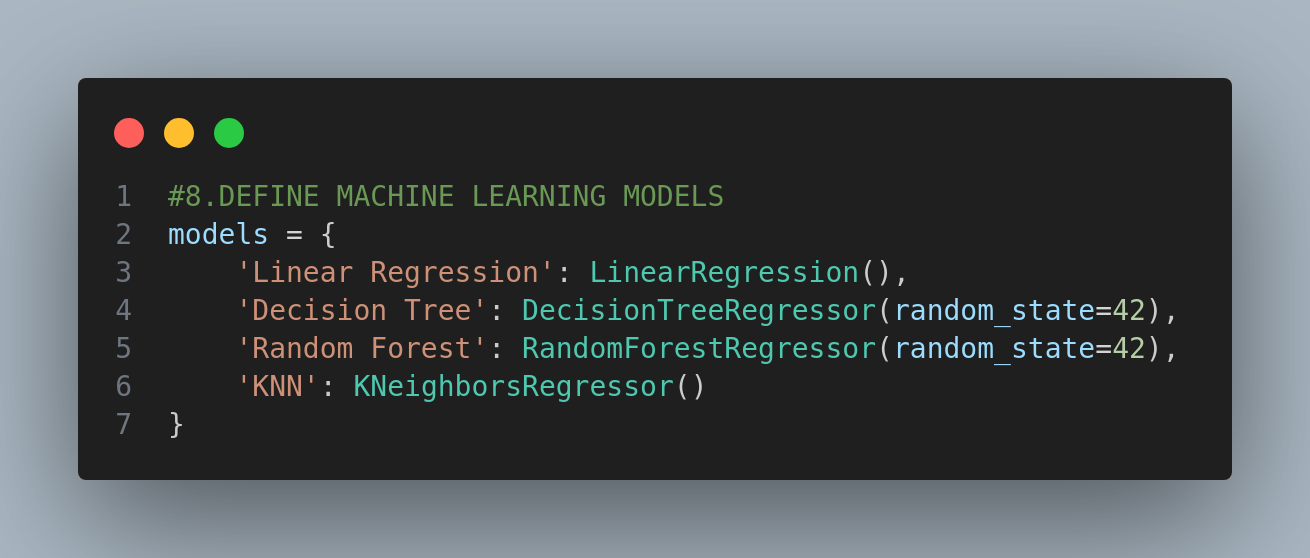 1 #8.DEFINE MACHINE LEARNING MODELS
2 models = {
3     'Linear Regression': LinearRegression(),
4     'Decision Tree': DecisionTreeRegressor(random_state=42),
5     'Random Forest': RandomForestRegressor(random_state=42),
6     'KNN': KNeighborsRegressor()
7 }